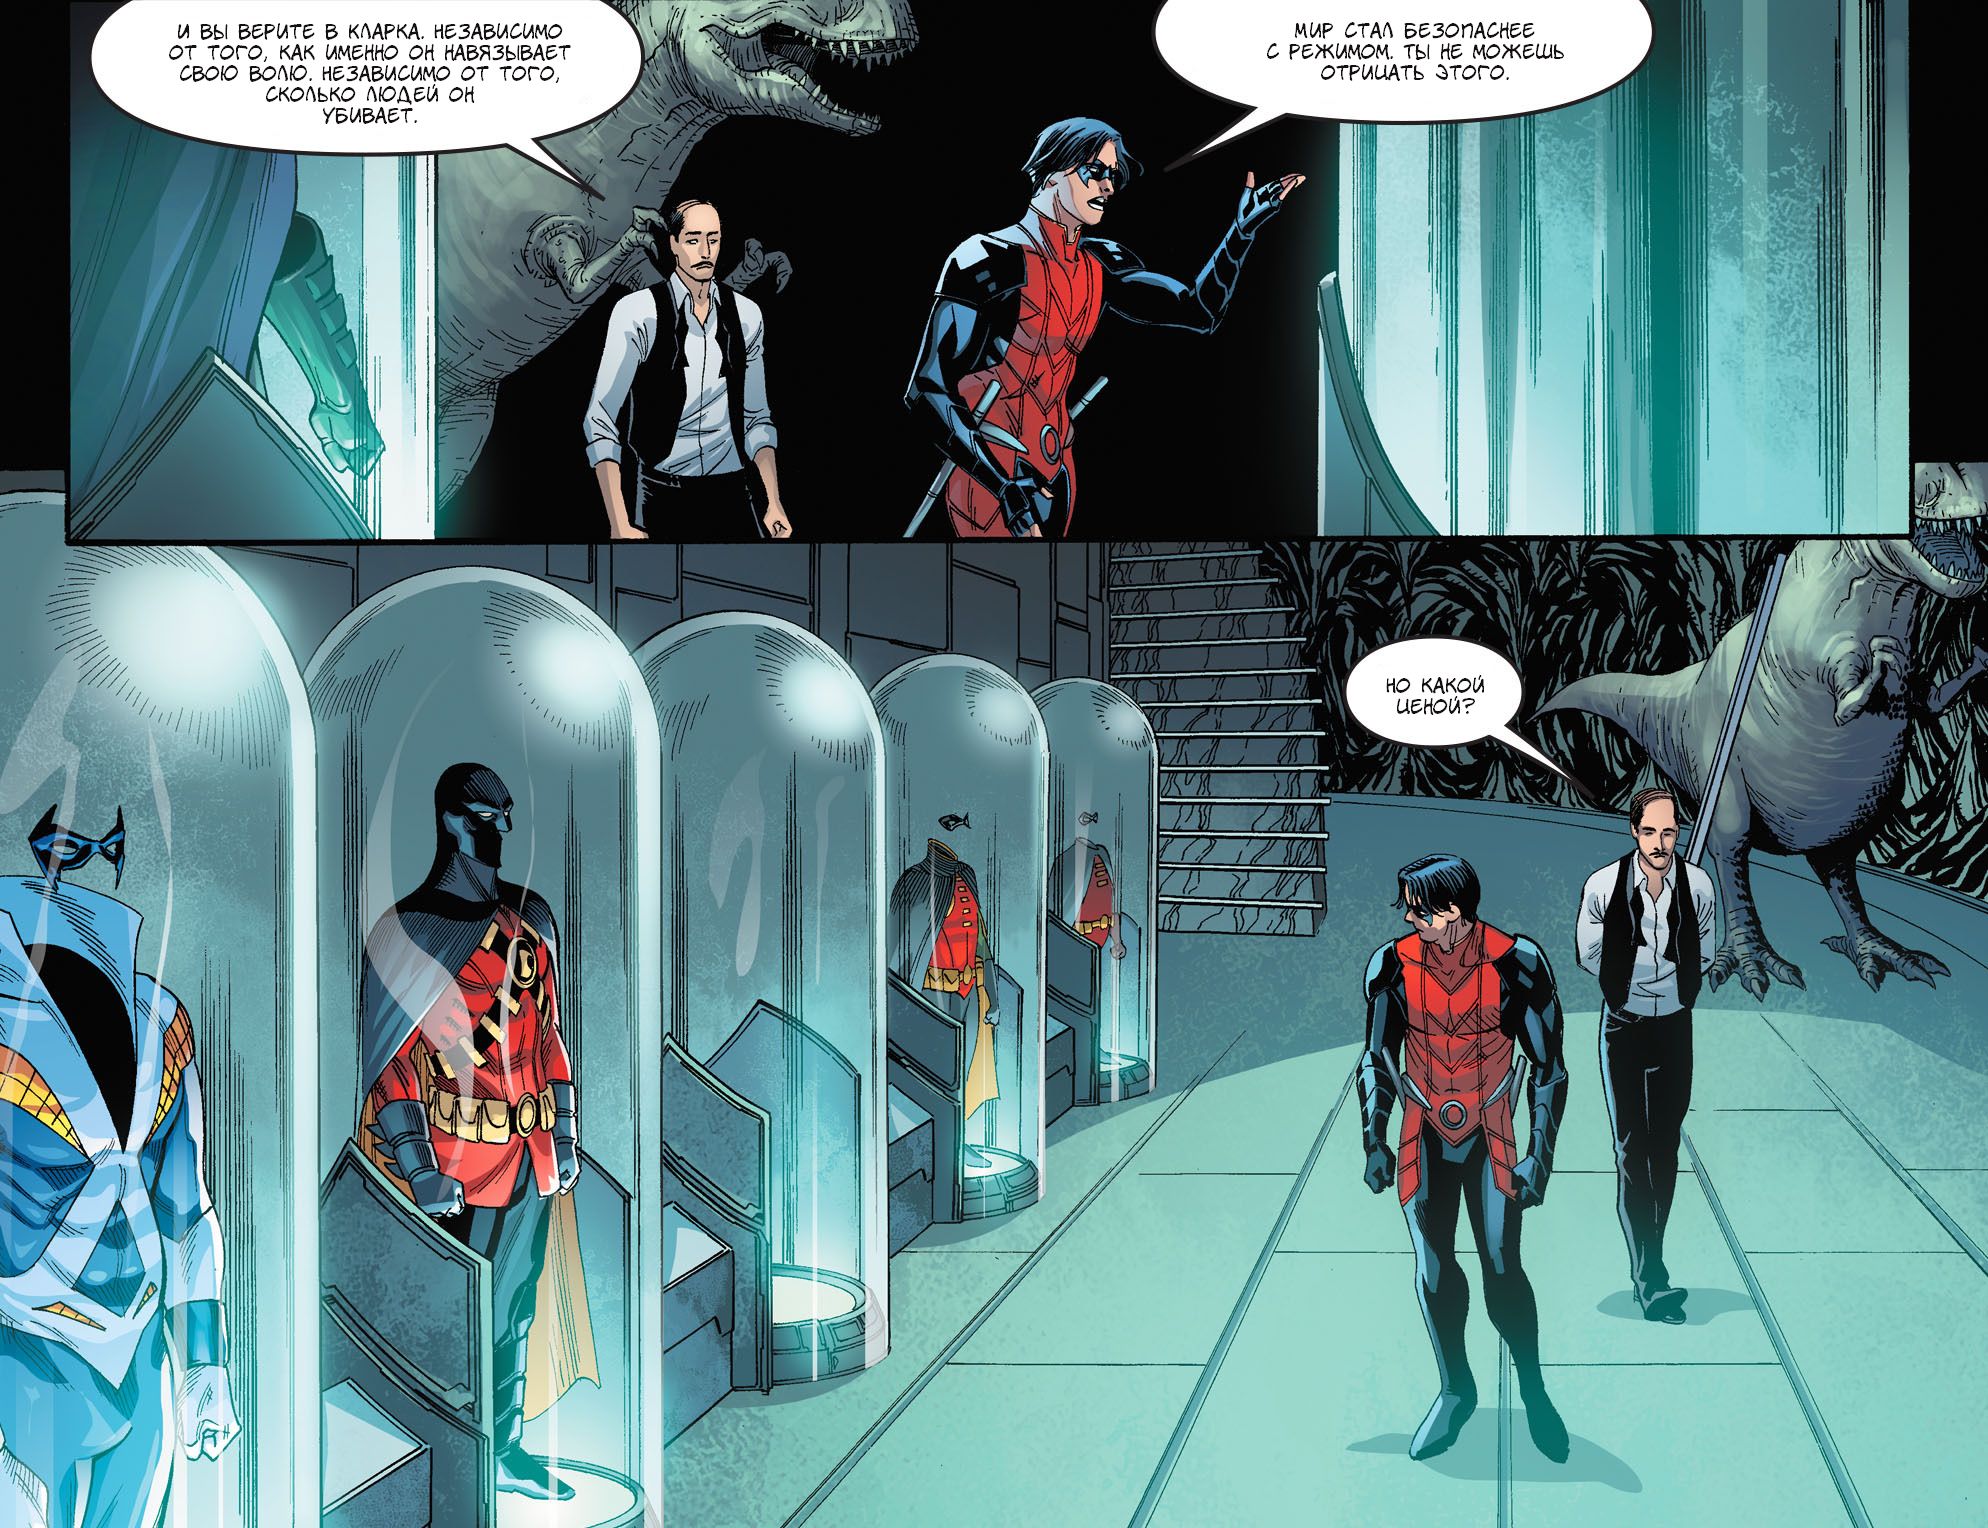 И ВЫ ВЕРИТЕ В КЛАРКА. НЕЗАВИСИМО
ОТ ТОГО, КАК ИМЕННО ОН НАВЯЗЫВАЕТ
СВОЮ ВОЛЮ. НЕЗАВИСИМО ОТ ТОГО,
СКОЛЬКО ЛЮДЕЙ ОН
УБИВАЕТ.
МИР СТАЛ БЕЗОПАСНЕЕ
С РЕЖИМОМ. ТЫ НЕ МОЖЕШЬ
ОТРИЦАТЬ ЭТОГО.
НО КАКОЙ
ЦЕНОЙ?